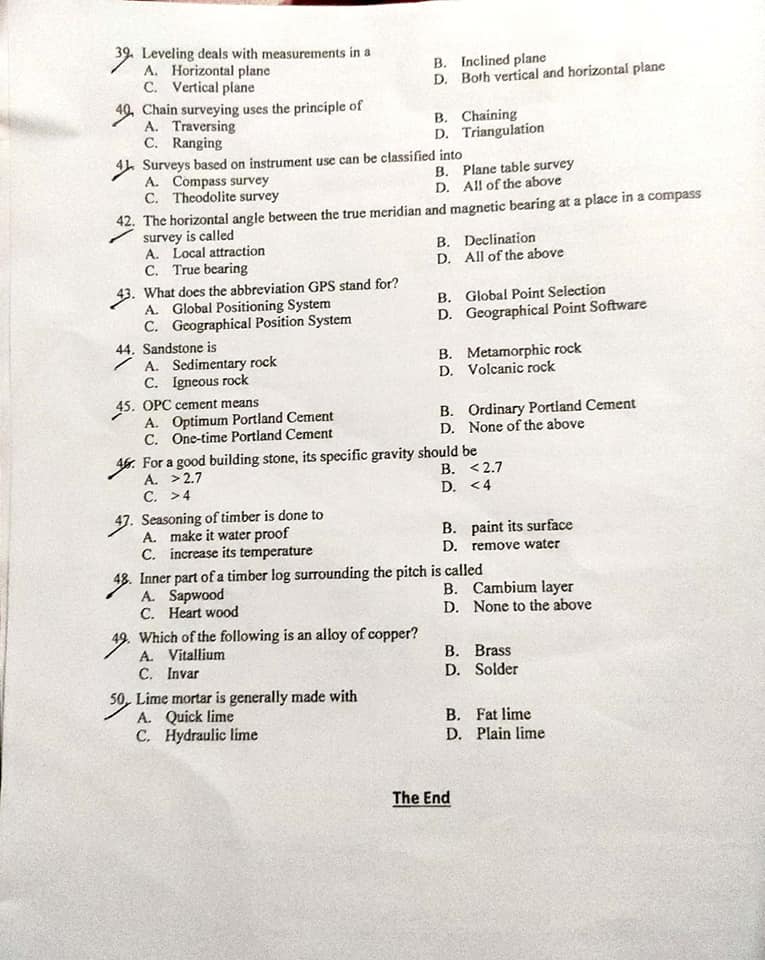 39. Leveling deals with measurements in a
A. Horizontal plane B. Inclined plane
C. Vertical plane D. Both vertical and horizontal plane
40. Chain surveying uses the principle of
A. Traversing B. Chaining
C. Ranging D. Triangulation
41. Surveys based on instrument use can be classified into
A. Compass survey B. Plane table survey
C. Theodolite survey D. All of the above
42. The horizontal angle between the true meridian and magnetic bearing at a place in a compass
survey is called
A. Local attraction B. Declination
C. True bearing D. All of the above
43. What does the abbreviation GPS stand for?
A. Global Positioning System B. Global Point Selection
C. Geographical Position System D. Geographical Point Software
44. Sandstone is
A. Sedimentary rock B. Metamorphic rock
C. Igneous rock D. Volcanic rock
45. OPC cement means
A. Optimum Portland Cement B. Ordinary Portland Cement
C. One-time Portland Cement D. None of the above
46. For a good building stone, its specific gravity should be
A. > 2.7 B. < 2.7
C. > 4 D. < 4
47. Seasoning of timber is done to
A. make it water proof B. paint its surface
C. increase its temperature D. remove water
48. Inner part of a timber log surrounding the pitch is called
A. Sapwood B. Cambium layer
C. Heart wood D. None to the above
49. Which of the following is an alloy of copper?
A. Vitallium B. Brass
C. Invar D. Solder
50. Lime mortar is generally made with
A. Quick lime B. Fat lime
C. Hydraulic lime D. Plain lime
The End